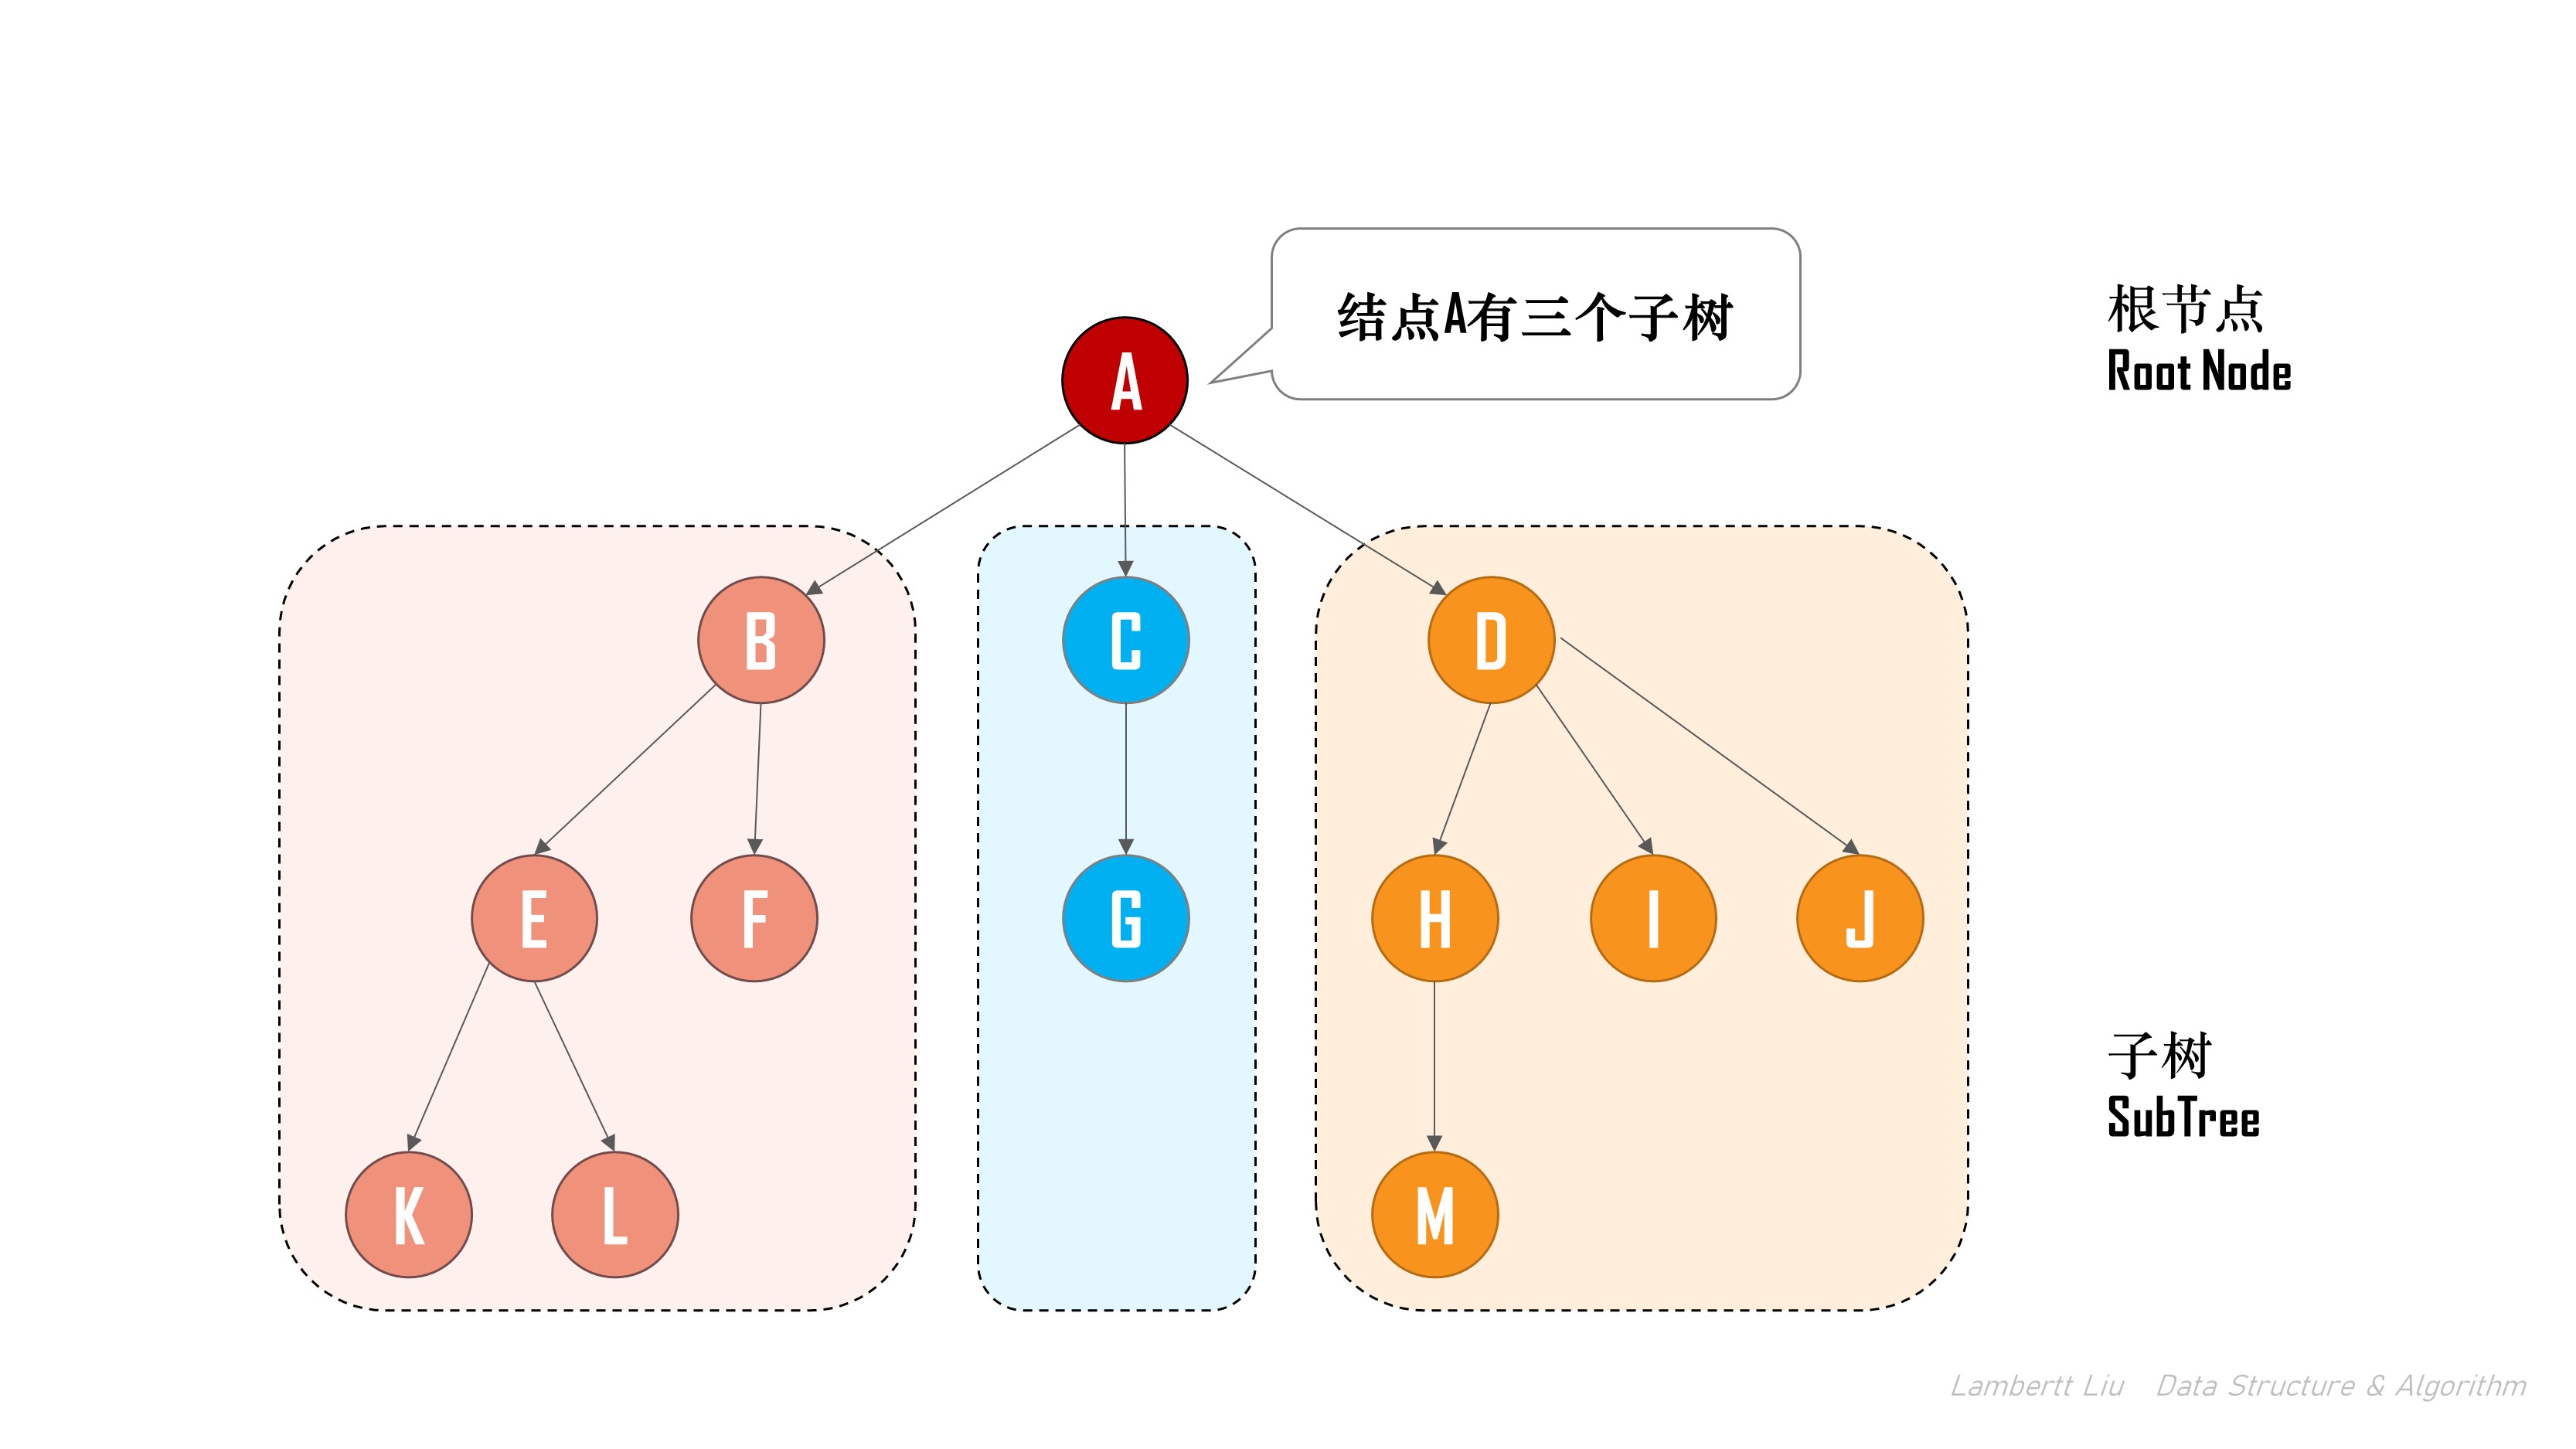 结点A有三个子树
根节点
Root Node
A
B
C
D
E
F
G
H
I
J
子树
SubTree
K
L
M
Lambertt Liu Data Structure & Algorithm